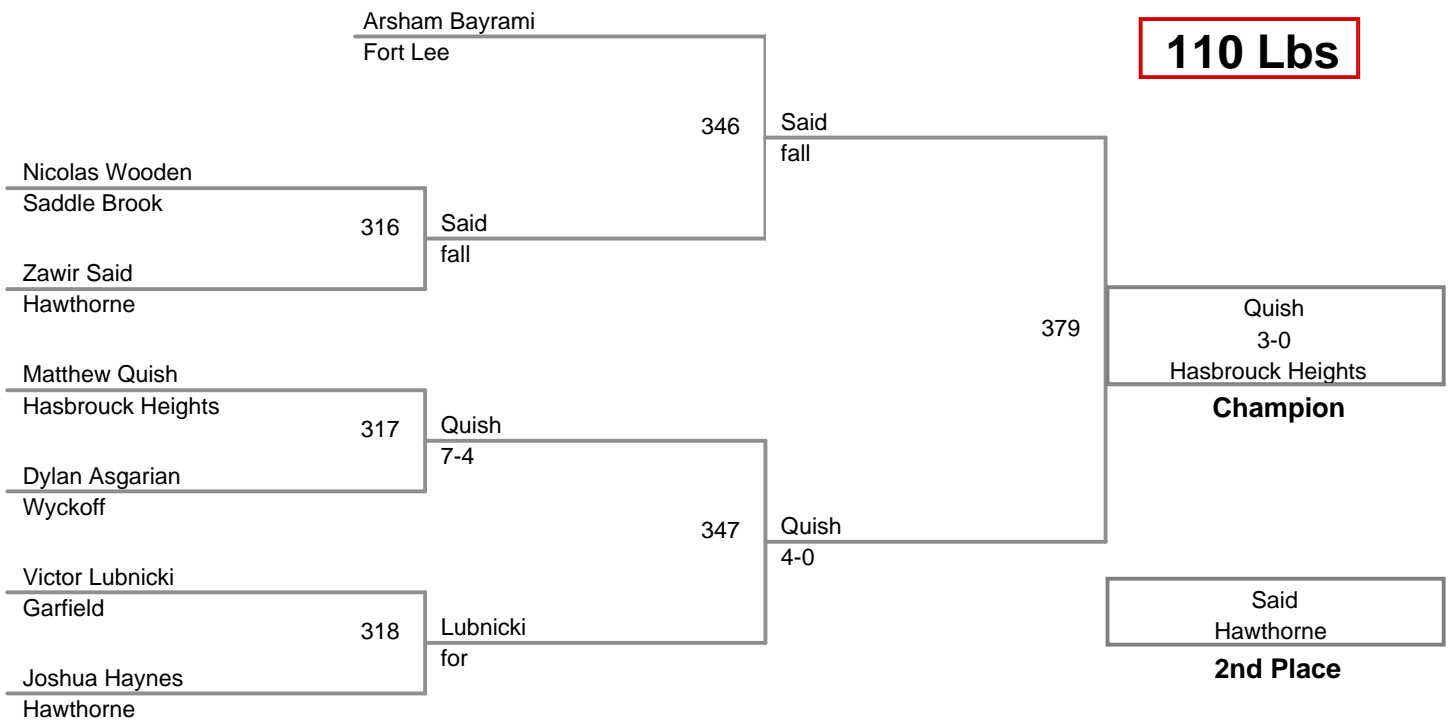 Arsham Bayrami
Fort Lee
110 Lbs
346
Said
fall
Nicolas Wooden
Saddle Brook
316
Said
fall
Zawir Said
Hawthorne
379
Quish
3-0
Hasbrouck Heights
Champion
Matthew Quish
Hasbrouck Heights
317
Quish
7-4
Dylan Asgarian
Wyckoff
347
Quish
4-0
Victor Lubnicki
Garfield
318
Lubnicki
for
Joshua Haynes
Hawthorne
Said
Hawthorne
2nd Place